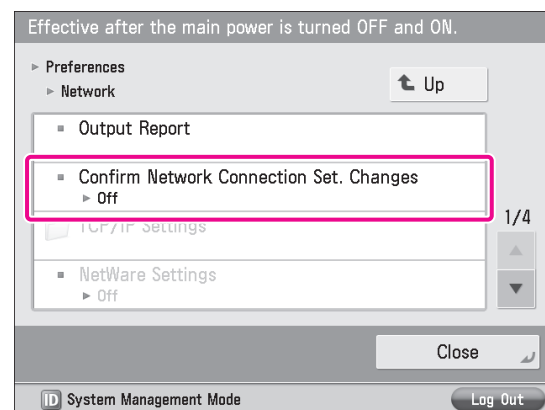 Effective after the main power is turned OFF and ON.
▶ Preferences
▶ Network
Up
Output Report
Confirm Network Connection Set. Changes
▶ Off
1/4
TCP/IP Settings
NetWare Settings
▶ Off
Close
ID System Management Mode
Log Out